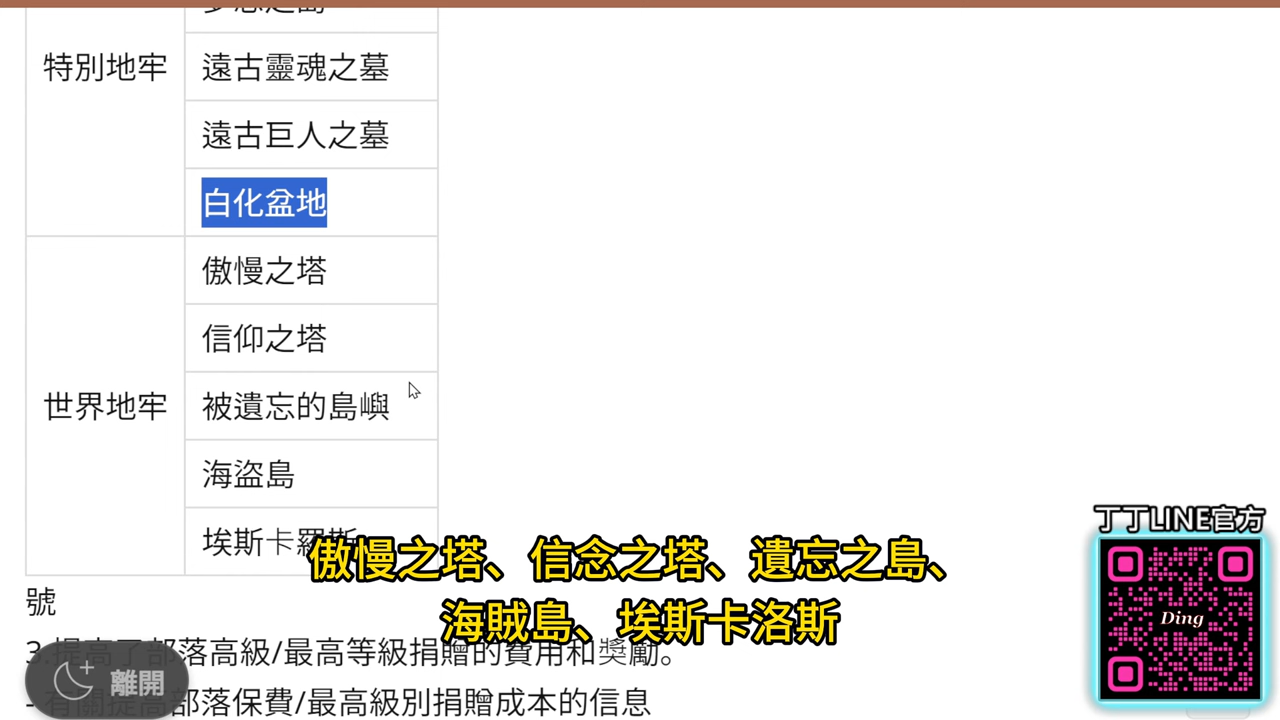 特別地牢
遠古靈魂之墓
遠古巨人之墓
白化盆地
世界地牢
傲慢之塔
信仰之塔
被遺忘的島嶼
海盜島
埃斯卡羅斯
傲慢之塔、信念之塔、遺忘之島、
海賊島、埃斯卡洛斯
號
3.提高了部落高級/最高等級捐贈的費用和獎勵。
- 有關提高部落保費/最高級別捐贈成本的信息
離開
丁丁LINE官方
Ding